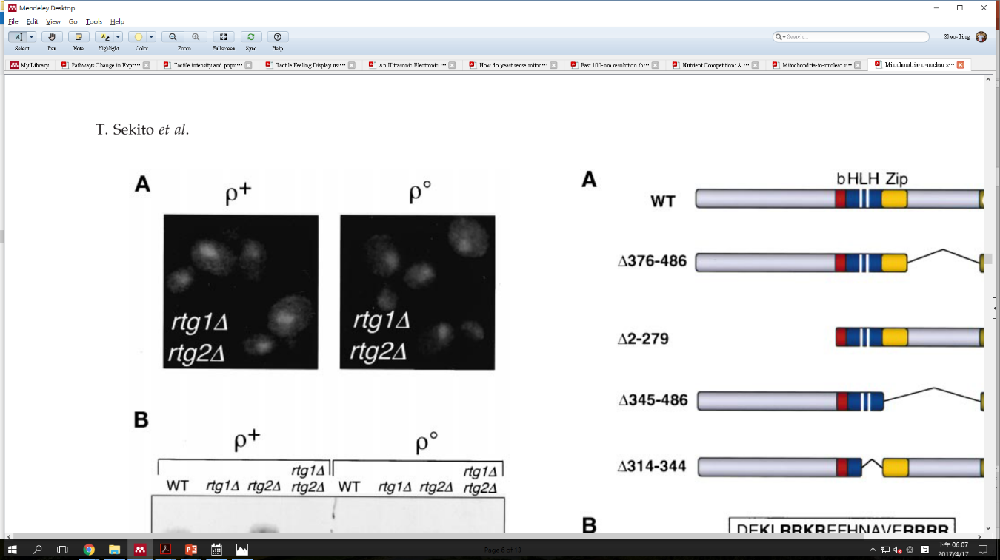 Mendeley Desktop
File Edit View Go Tools Help
Select Pan Note Highlight Color Zoom Fullscreen Sync Help
Search...
Shao-Ting
My Library
Pathways Change in Expr···
Tactile intensity and popu···
Tactile Feeling Display usi···
An Ultrasonic Electronic ···
How do yeast sense mitoc···
Fast 100-nm resolution th···
Nutrient Competition: A ···
Mitochondria-to-nuclear s···
Mitochondria-to-nuclear s···
T. Sekito et al.
A
ρ+ ρ°
rtg1Δ
rtg2Δ
rtg1Δ
rtg2Δ
B
ρ+ ρ°
WT rtg1Δ rtg2Δ rtg1Δ rtg2Δ WT rtg1Δ rtg2Δ rtg1Δ rtg2Δ
A
bHLH Zip
WT
Δ376-486
Δ2-279
Δ345-486
Δ314-344
B
DEKLRRKREEHNAVERRRR
Page 6 of 13
下午 06:07
2017/4/17